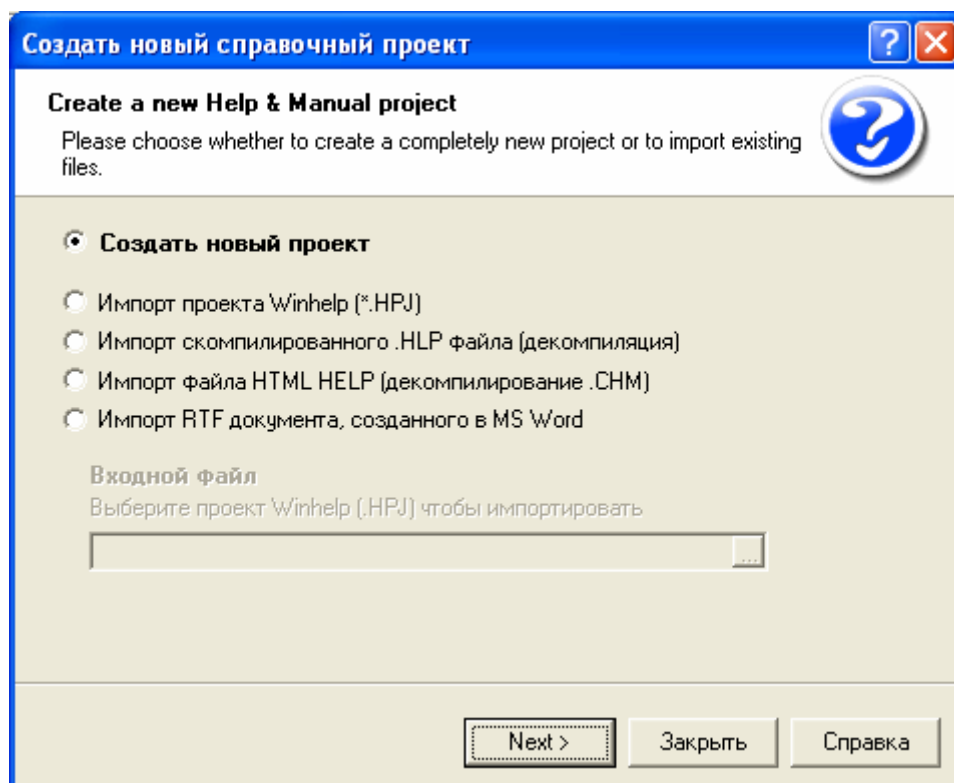 Создать новый справочный проект
Create a new Help & Manual project
Please choose whether to create a completely new project or to import existing
files.
Создать новый проект
Импорт проекта Winhelp (*.HPJ)
Импорт скомпилированного .HLP файла (декомпиляция)
Импорт файла HTML HELP (декомпилирование .CHM)
Импорт RTF документа, созданного в MS Word
Входной файл
Выберите проект Winhelp (.HPJ) чтобы импортировать
...
Next >
Закрыть
Справка